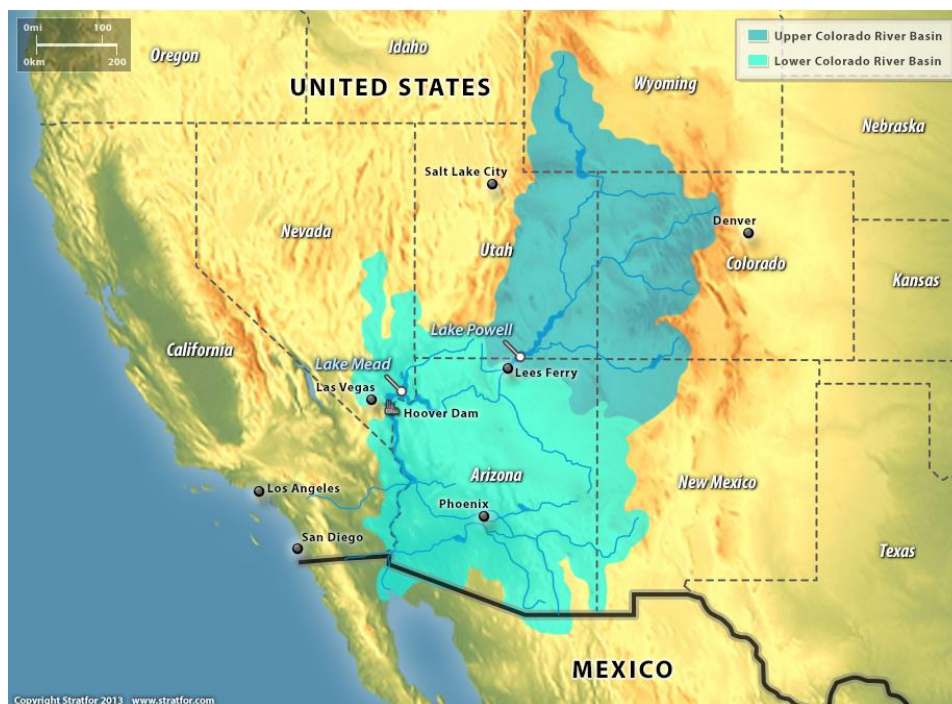 0mi 100
0km 200
Oregon
Idaho
Wyoming
Upper Colorado River Basin
Lower Colorado River Basin
UNITED STATES
Nebraska
Salt Lake City
Nevada
Utah
Denver
Colorado
Kansas
California
Lake Powell
Lake Mead
Lees Ferry
Las Vegas
Hoover Dam
Arizona
New Mexico
Los Angeles
Phoenix
San Diego
Texas
MEXICO
Copyright Stratfor 2013 www.stratfor.com